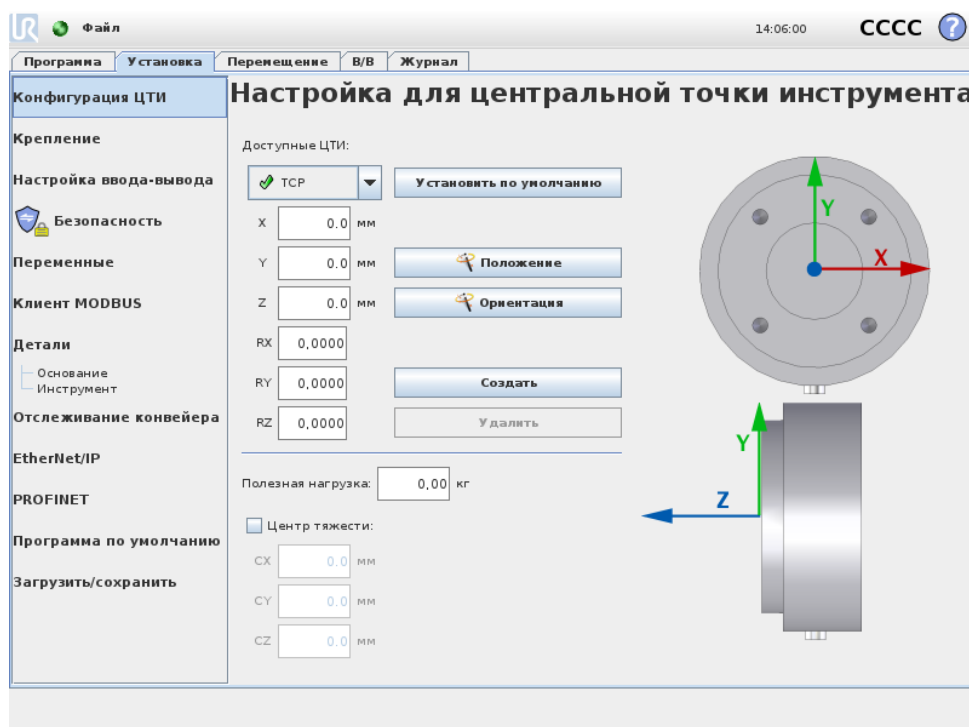 UR Файл 14:06:00 CCCC ?
Программа Установка Перемещение В/В Журнал
Конфигурация ЦТИ
Крепление
Настройка ввода-вывода
Безопасность
Переменные
Клиент MODBUS
Детали
Основание
Инструмент
Отслеживание конвейера
EtherNet/IP
PROFINET
Программа по умолчанию
Загрузить/сохранить
Настройка для центральной точки инструмента
Доступные ЦТИ:
TCP Установить по умолчанию
X 0.0 мм
Y 0.0 мм Положение
Z 0.0 мм Ориентация
RX 0,0000
RY 0,0000 Создать
RZ 0,0000 Удалить
Полезная нагрузка: 0,00 кг
Центр тяжести:
CX 0.0 мм
CY 0.0 мм
CZ 0.0 мм
Y
X
Y
Z